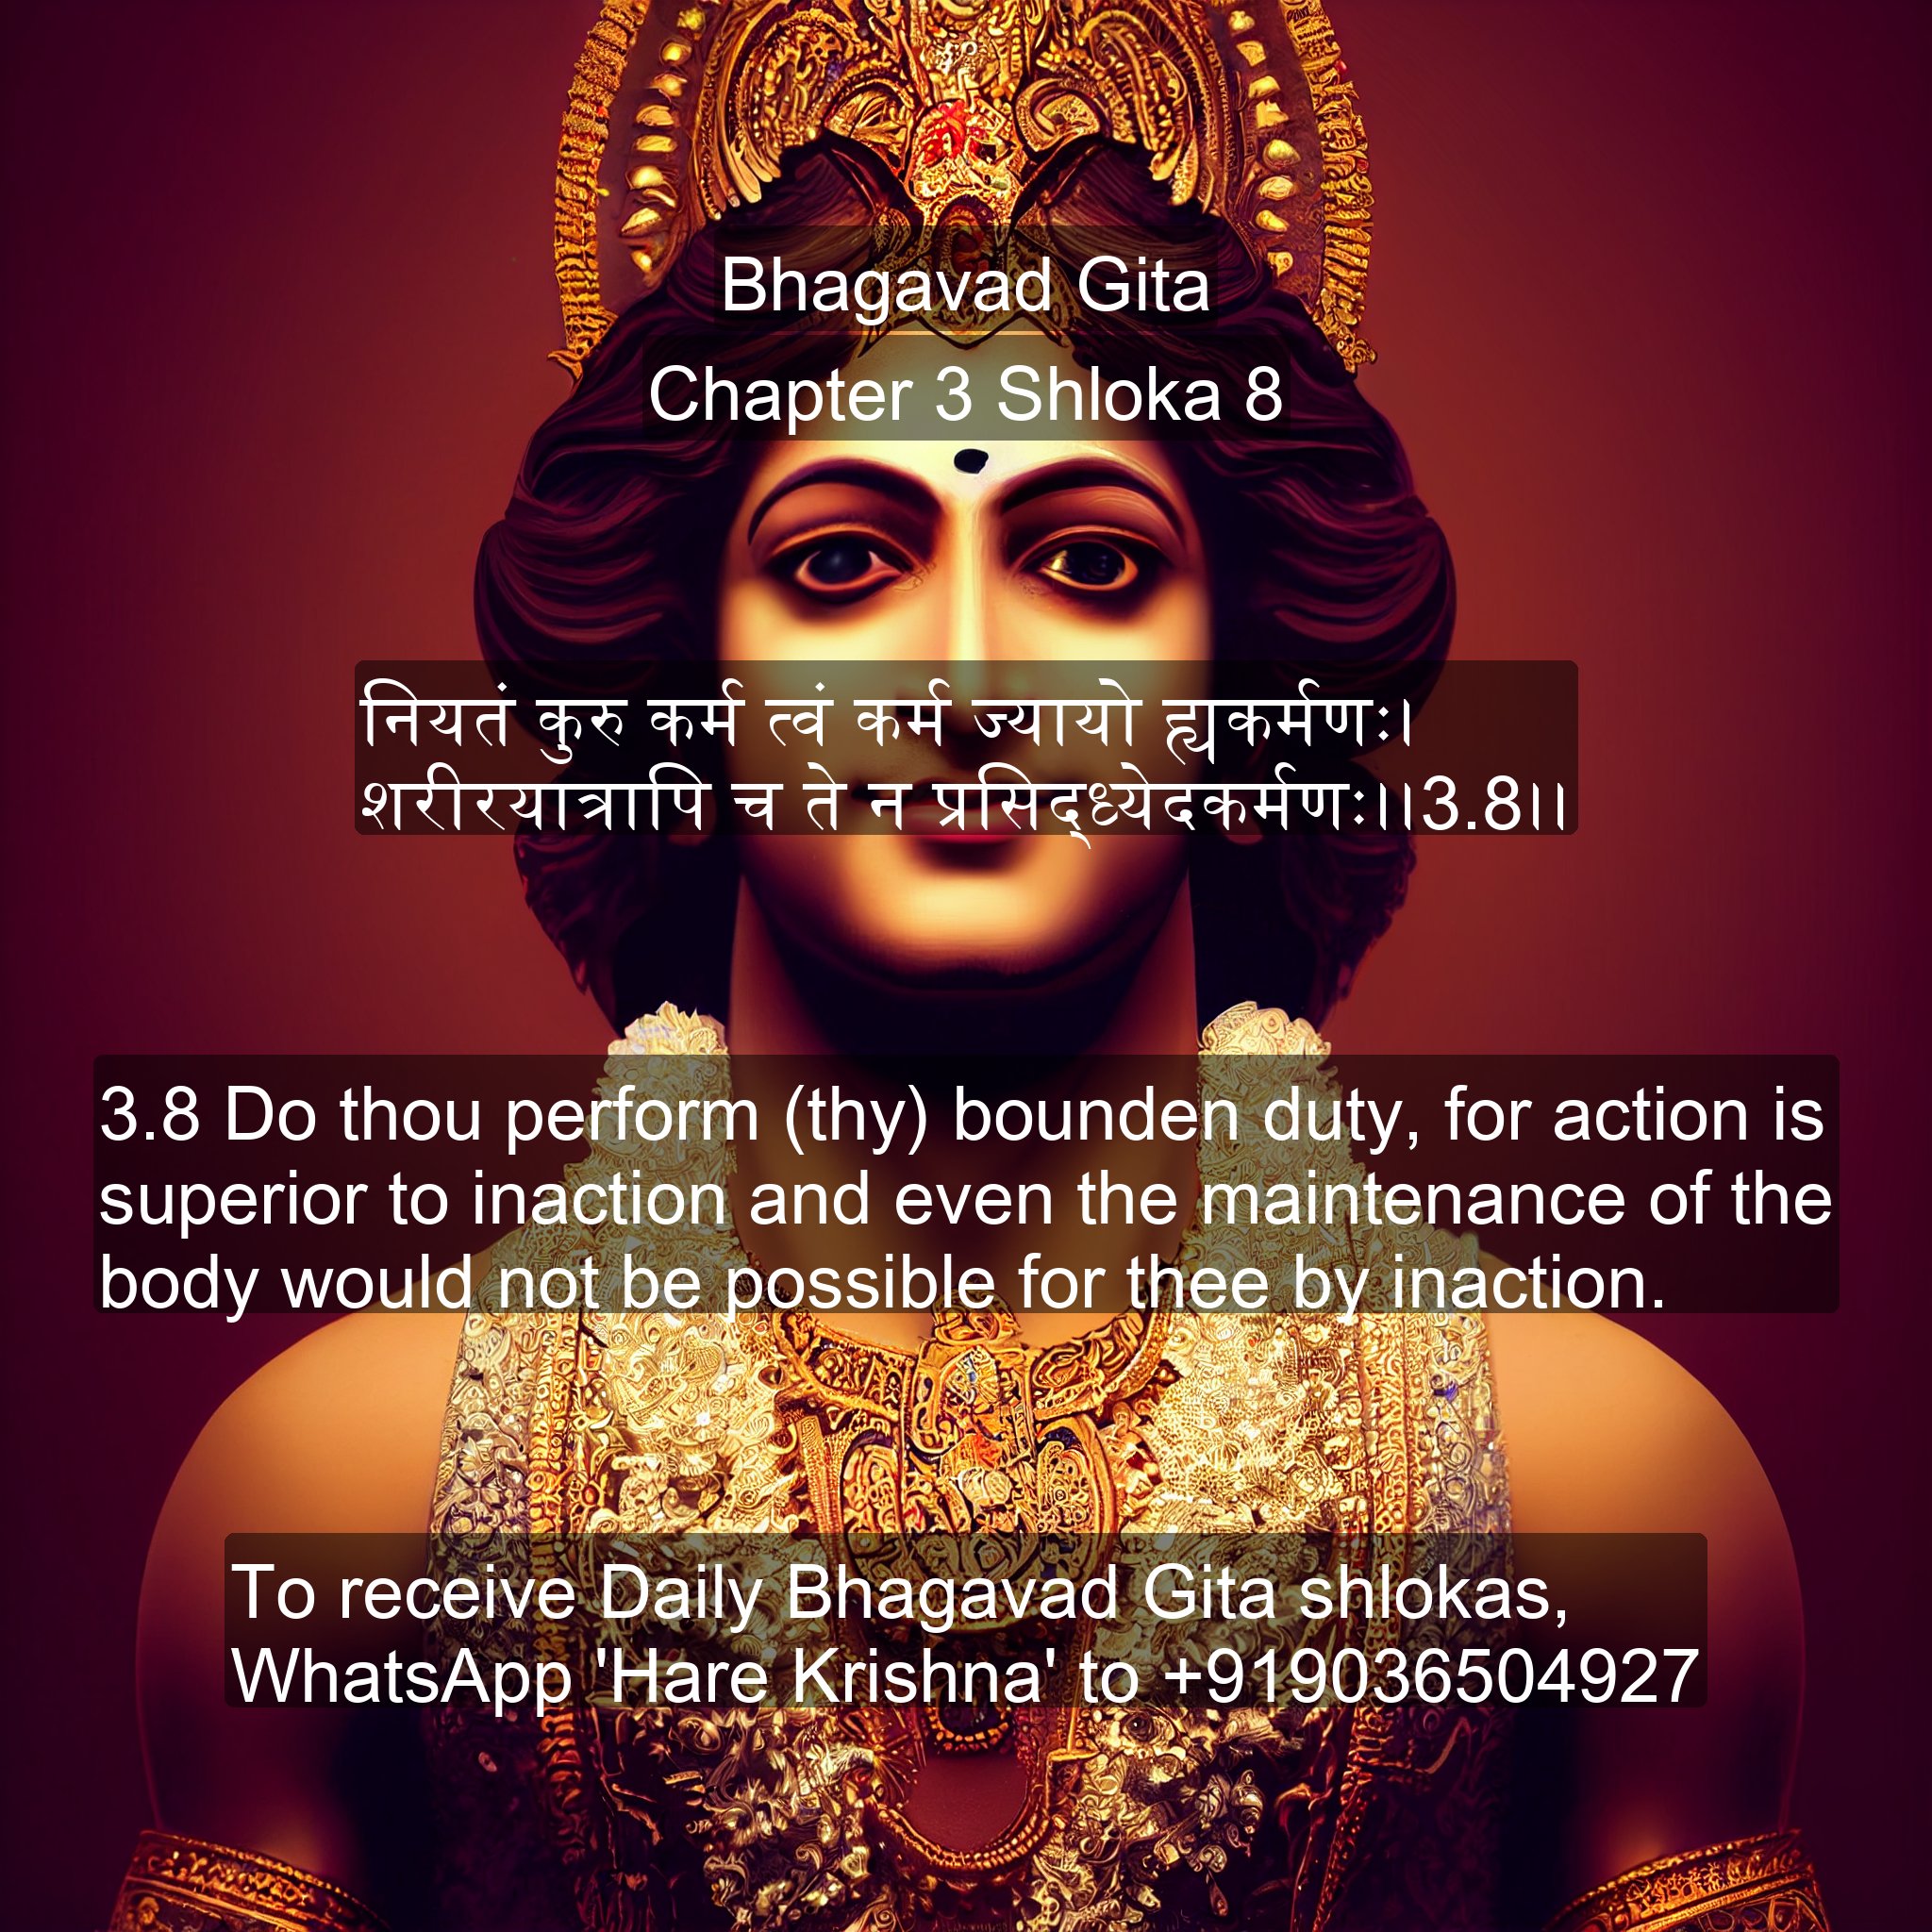 Bhagavad Gita
Chapter 3 Shloka 8
नियतं कुरु कर्म त्वं कर्म ज्यायो ह्यकर्मणः।
शरीरयात्रापि च ते न प्रसिद्ध्येदकर्मणः।।3.8।।
3.8 Do thou perform (thy) bounden duty, for action is
superior to inaction and even the maintenance of the
body would not be possible for thee by inaction.
To receive Daily Bhagavad Gita shlokas,
WhatsApp 'Hare Krishna' to +919036504927